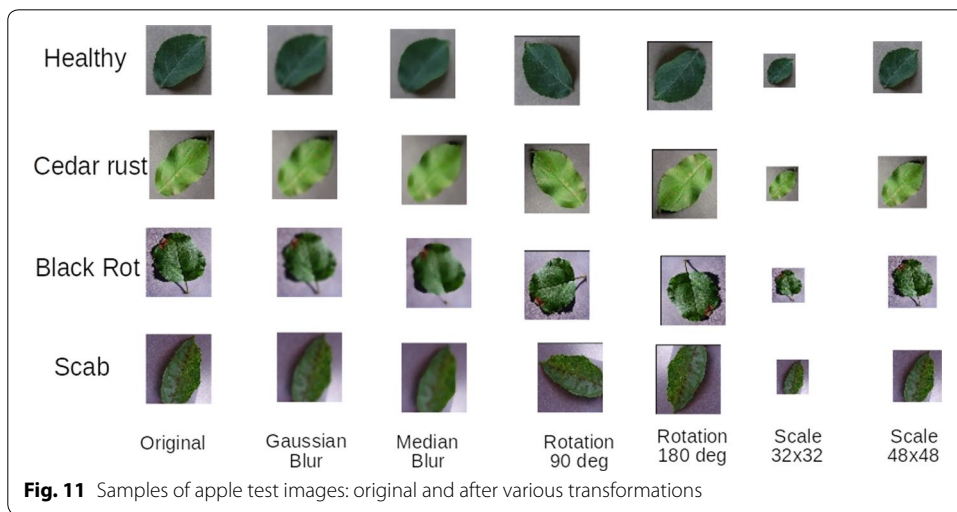 Healthy
Cedar rust
Black Rot
Scab
Original
Gaussian
Blur
Median
Blur
Rotation
90 deg
Rotation
180 deg
Scale
32x32
Scale
48x48
Fig. 11 Samples of apple test images: original and after various transformations